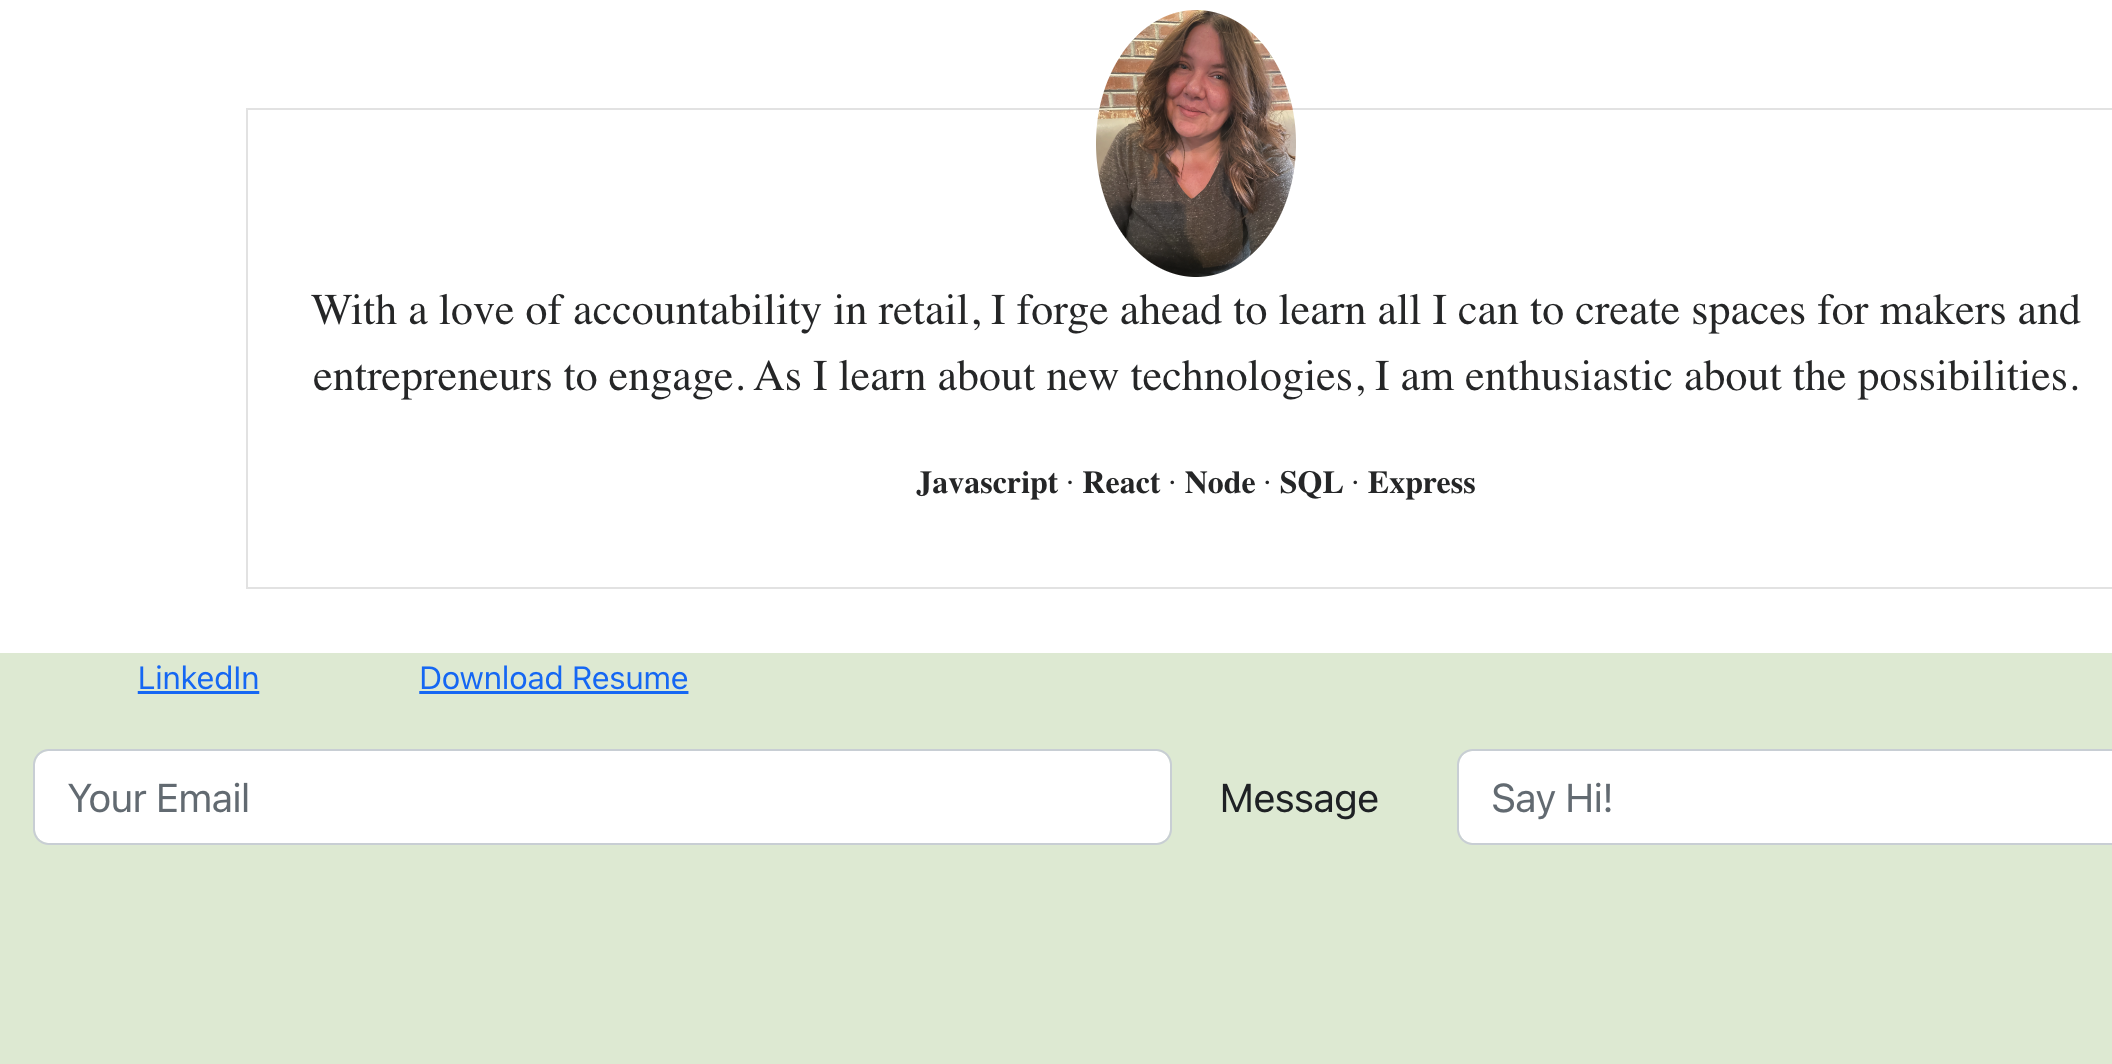 With a love of accountability in retail, I forge ahead to learn all I can to create spaces for makers and
entrepreneurs to engage. As I learn about new technologies, I am enthusiastic about the possibilities.
Javascript · React · Node · SQL · Express
LinkedIn Download Resume
Your Email Message Say Hi!